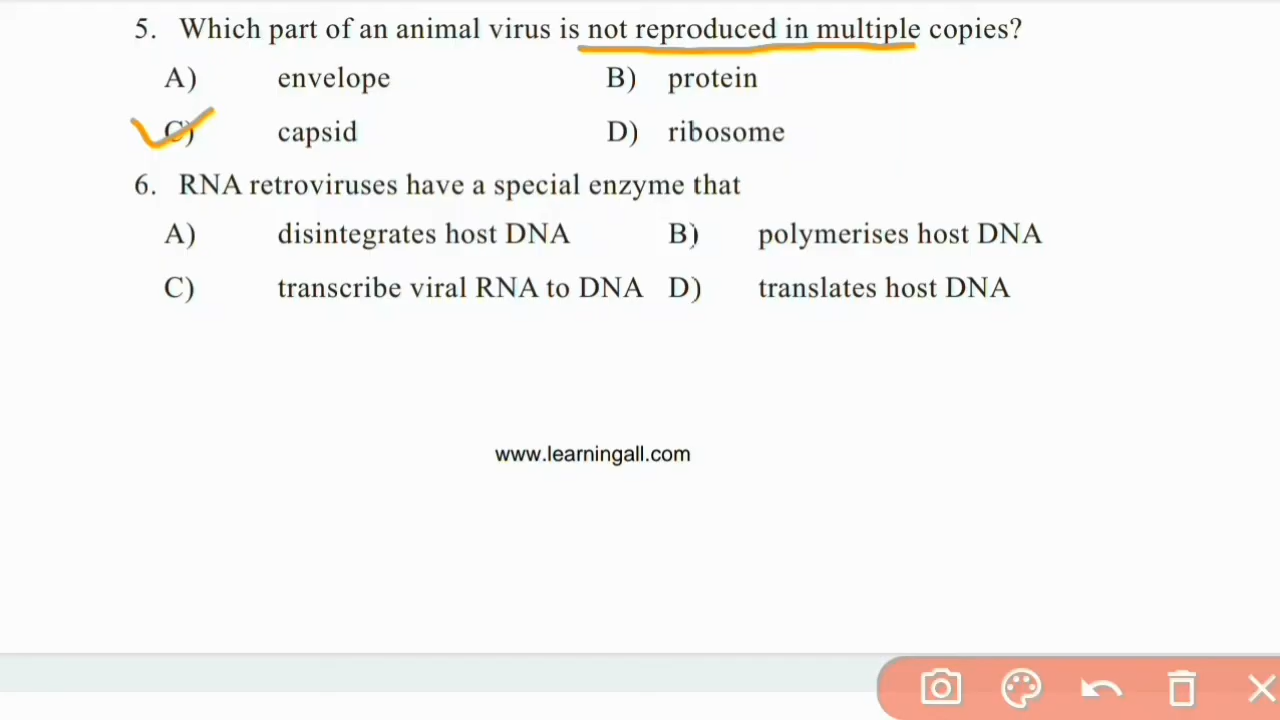 5. Which part of an animal virus is not reproduced in multiple copies?
A) envelope B) protein
C) capsid D) ribosome
6. RNA retroviruses have a special enzyme that
A) disintegrates host DNA B) polymerises host DNA
C) transcribe viral RNA to DNA D) translates host DNA
www.learningall.com